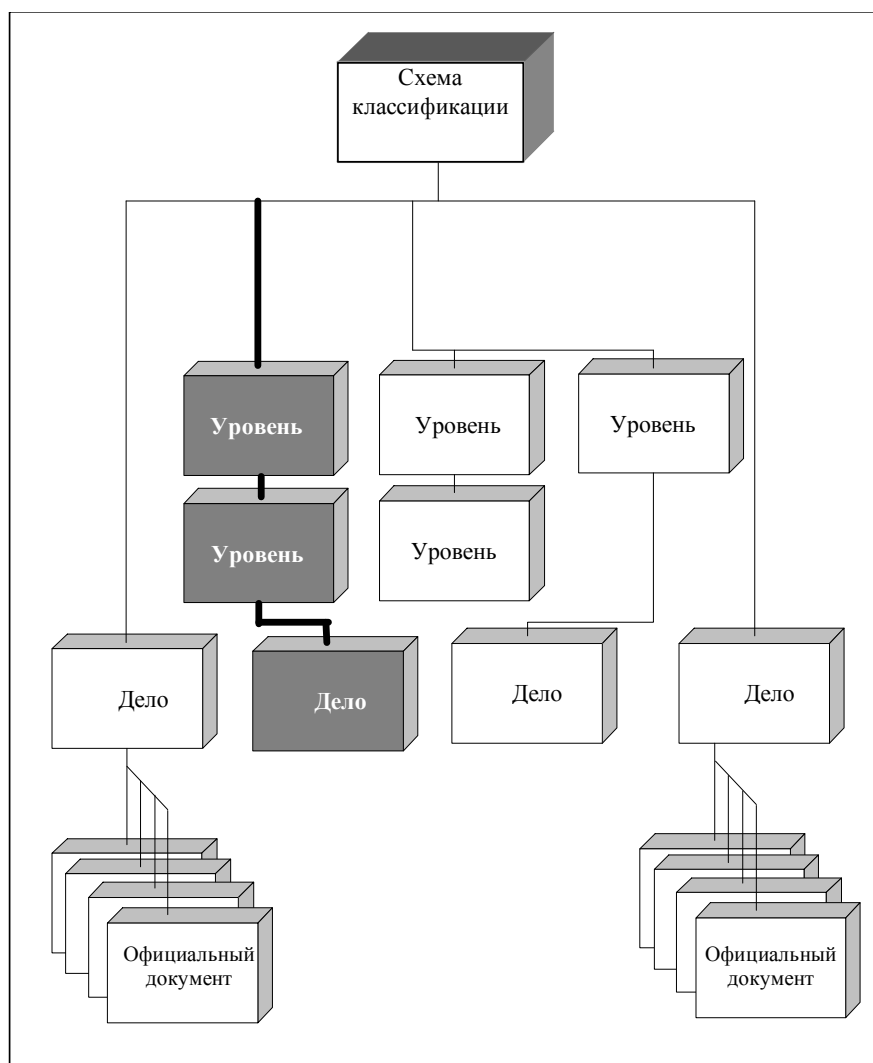 Схема
классификации
Уровень
Уровень
Уровень
Уровень
Уровень
Дело
Дело
Дело
Дело
Официальный
документ
Официальный
документ